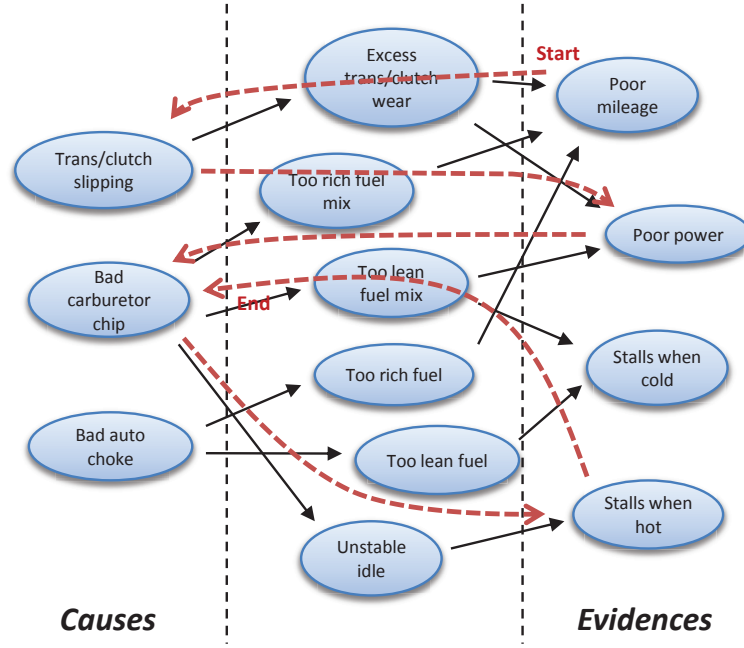 Excess
trans/clutch
wear
Start
Poor
mileage
Trans/clutch
slipping
Too rich fuel
mix
Poor power
Bad
carburetor
chip
Too lean
fuel mix
End
Too rich fuel
Stalls when
cold
Bad auto
choke
Too lean fuel
Stalls when
hot
Unstable
idle
Causes
Evidences